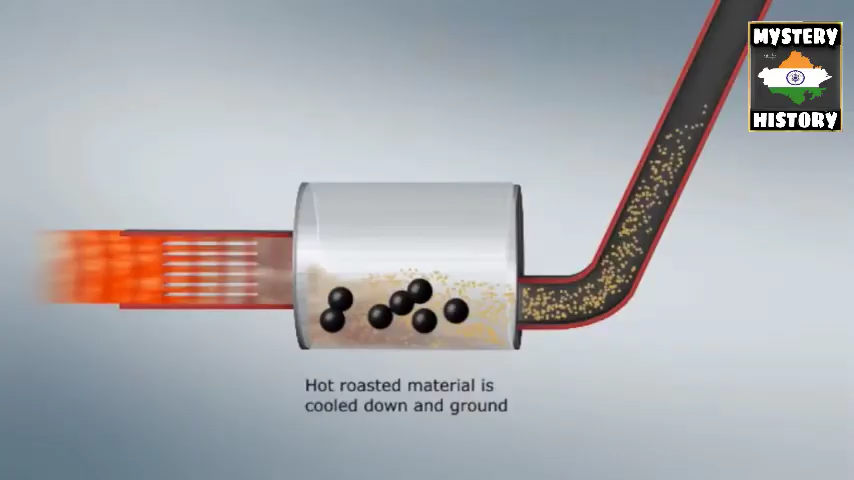 MYSTERY
HISTORY
Hot roasted material is
cooled down and ground